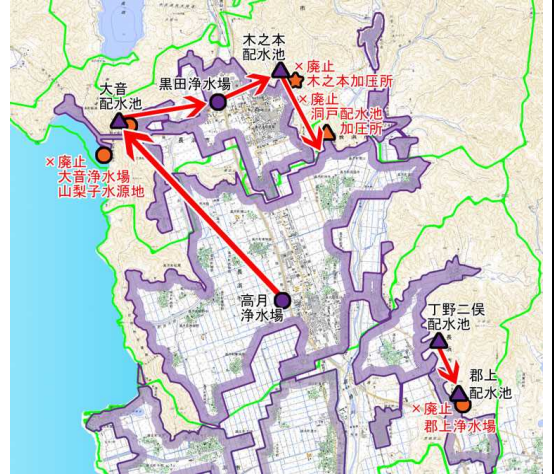 木之本
配水池
×廃止
木之本加圧所
黒田浄水場
大音
配水池
×廃止
洞戸配水池
加圧所
×廃止
大音浄水場
山梨子水源地
高月
浄水場
丁野二俣
配水池
郡上
配水池
×廃止
郡上浄水場